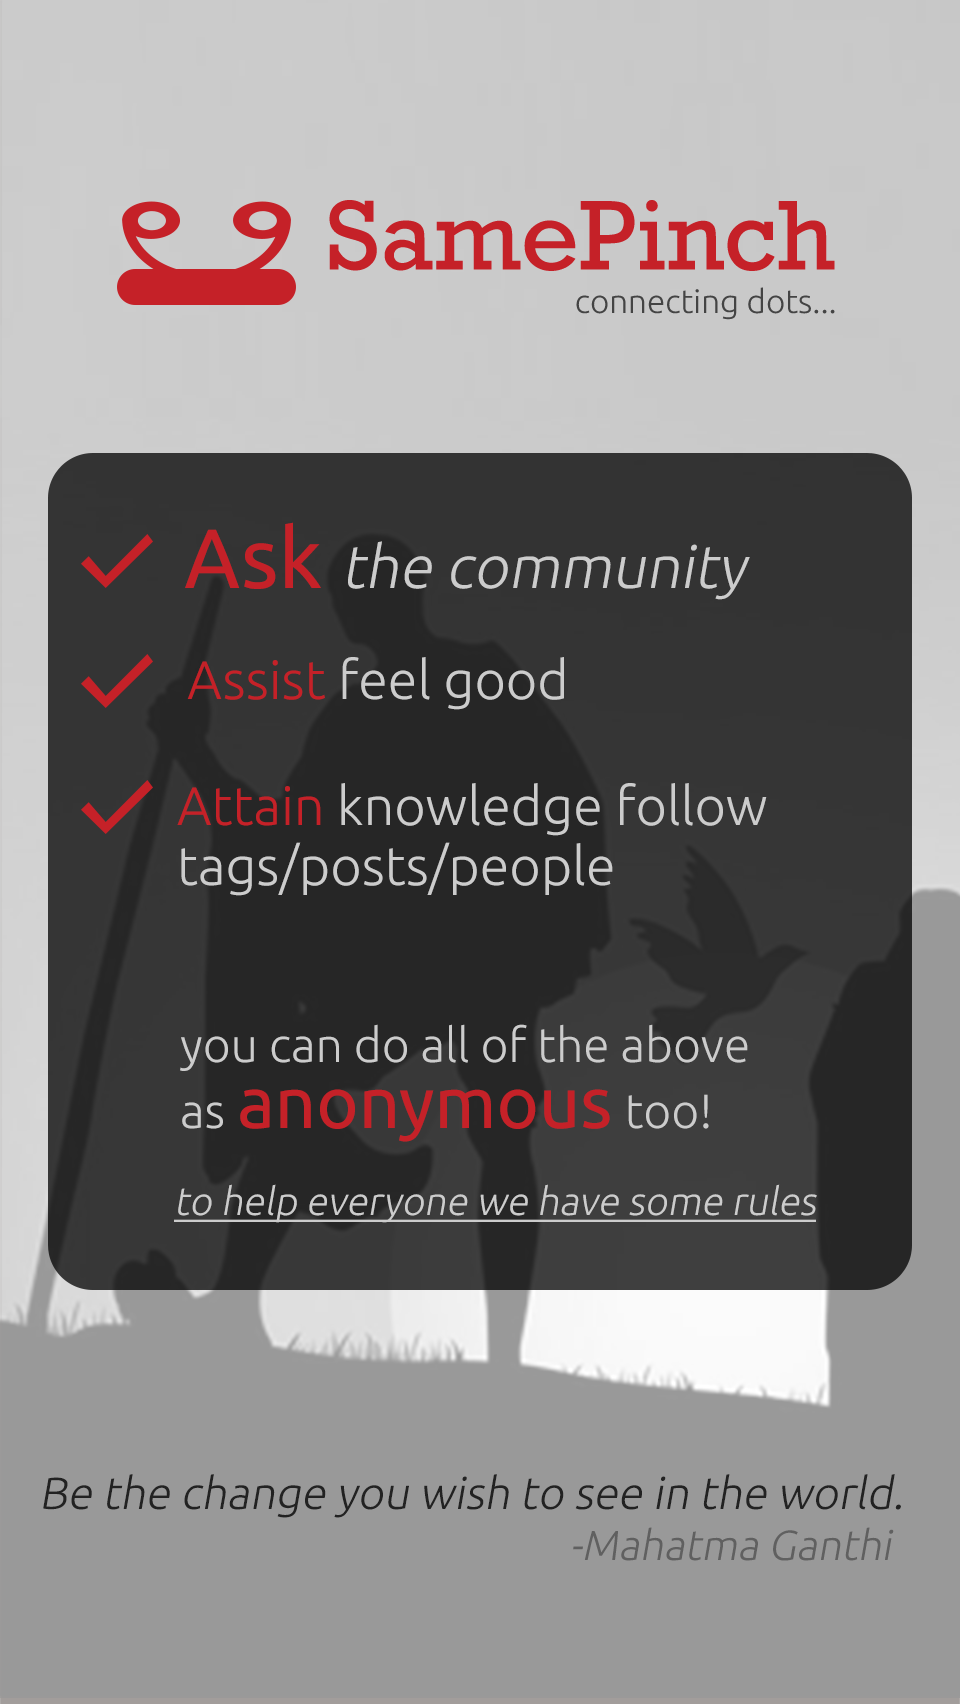 SamePinch
connecting dots...
Ask the community
Assist feel good
Attain knowledge follow
tags/posts/people
you can do all of the above
as anonymous too!
to help everyone we have some rules
Be the change you wish to see in the world.
-Mahatma Ganthi